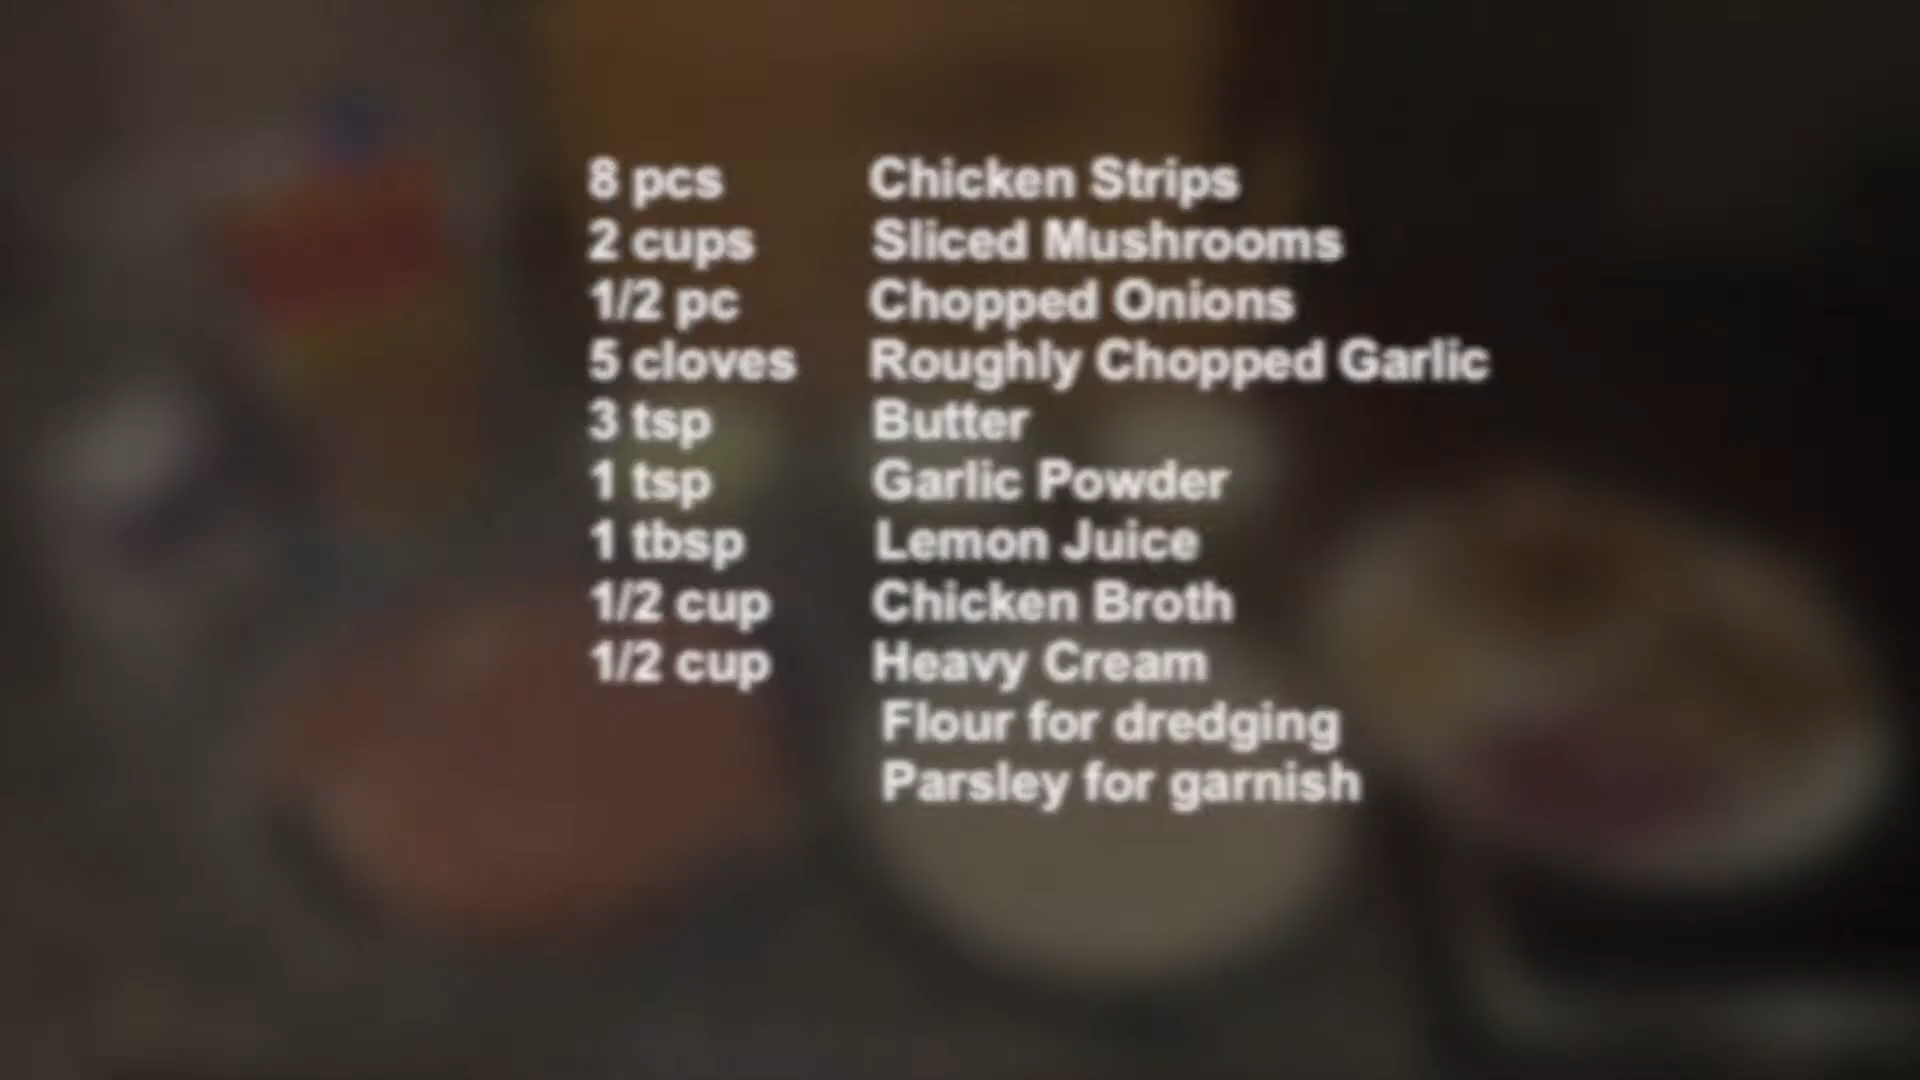 8 pcs Chicken Strips
2 cups Sliced Mushrooms
1/2 pc Chopped Onions
5 cloves Roughly Chopped Garlic
3 tsp Butter
1 tsp Garlic Powder
1 tbsp Lemon Juice
1/2 cup Chicken Broth
1/2 cup Heavy Cream
Flour for dredging
Parsley for garnish